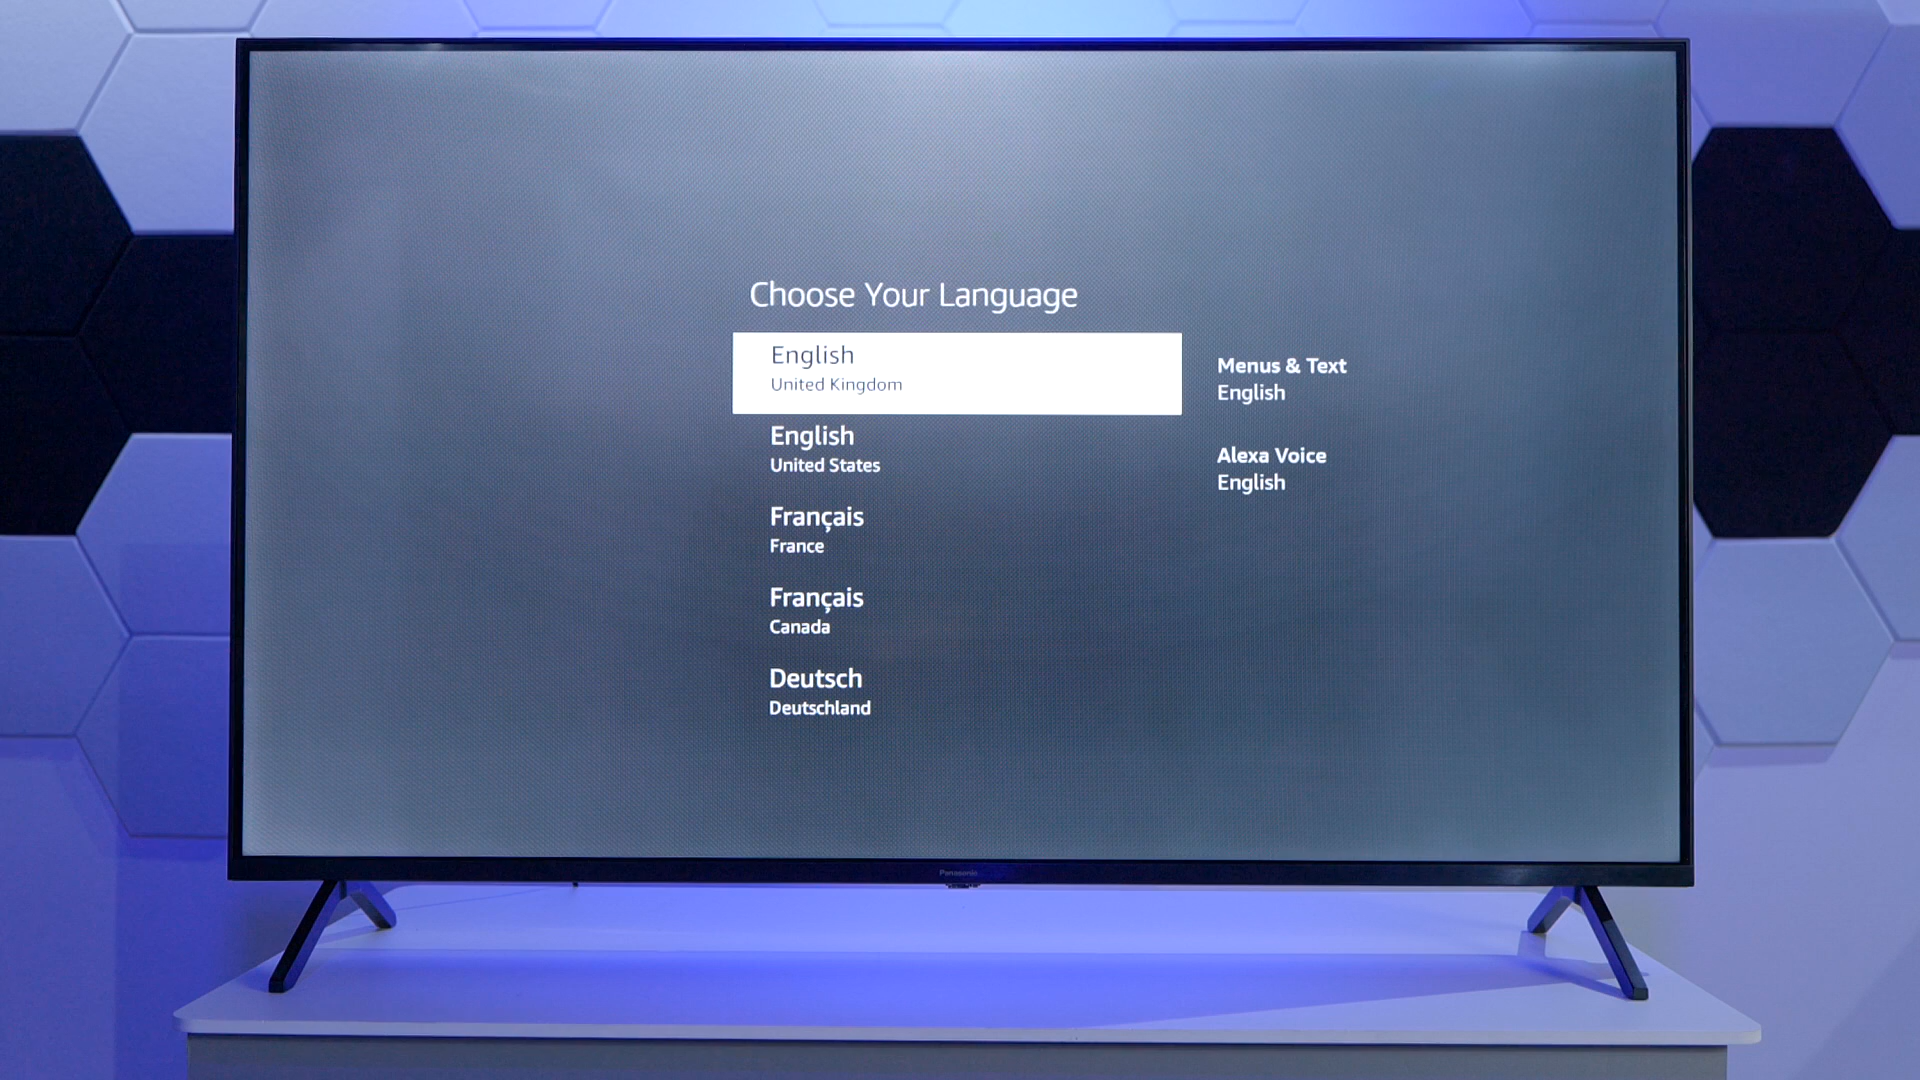 Choose Your Language
English
United Kingdom
English
United States
Français
France
Français
Canada
Deutsch
Deutschland
Menus & Text
English
Alexa Voice
English
Panasonic